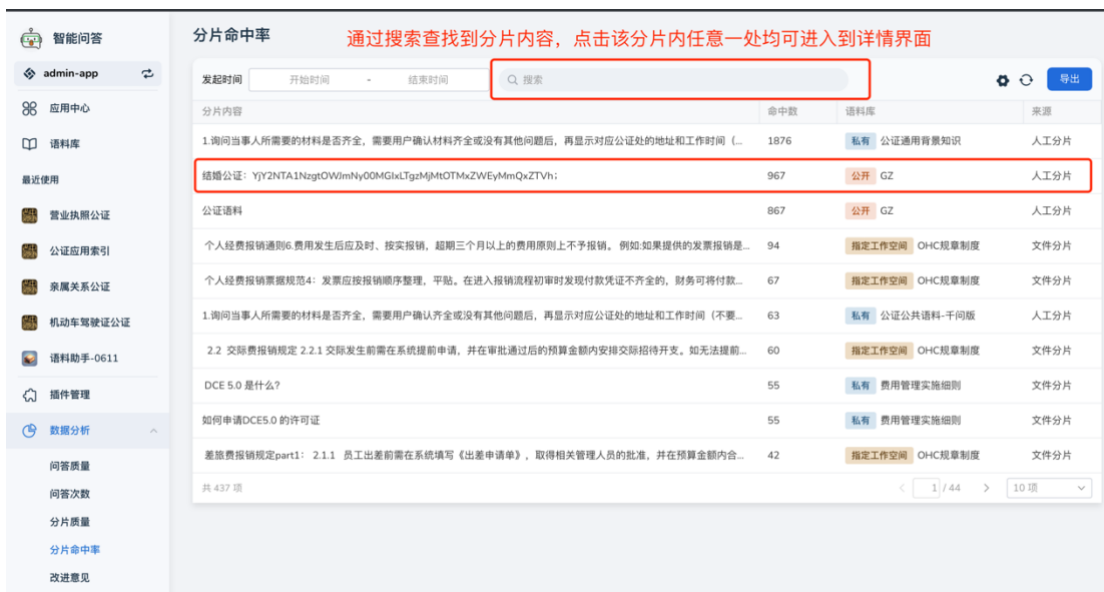 智能问答
admin-app
应用中心
语料库
最近使用
营业执照公证
公证应用索引
亲属关系公证
机动车驾驶证公证
语料助手-0611
插件管理
数据分析
问答质量
问答次数
分片质量
分片命中率
改进意见
分片命中率
通过搜索查找到分片内容，点击该分片内任意一处均可进入到详情界面
发起时间 开始时间 - 结束时间 搜索 导出
分片内容 命中数 语料库 来源
1.询问当事人所需要的材料是否齐全，需要用户确认材料齐全或没有其他问题后，再显示对应公证处的地址和工作时间（... 1876 私有 公证通用背景知识 人工分片
结婚公证：YjY2NTA1NzgtOWJmNy00MGIxLTgzMjMtOTMxZWEyMmQxZTVh; 967 公开 GZ 人工分片
公证语料 867 公开 GZ 人工分片
个人经费报销通则6.费用发生后应及时、按实报销，超期三个月以上的费用原则上不予报销。 例如:如果提供的发票报销是... 94 指定工作空间 OHC规章制度 文件分片
个人经费报销票据规范4：发票应按报销顺序整理，平贴。在进入报销流程初审时发现付款凭证不齐全的，财务可将付款... 67 指定工作空间 OHC规章制度 文件分片
1.询问当事人所需要的材料是否齐全，需要用户确认齐全或没有其他问题后，再显示对应公证处的地址和工作时间（不要... 63 私有 公证公共语料-千问版 人工分片
2.2 交际费报销规定 2.2.1 交际发生前需在系统提前申请，并在审批通过后的预算金额内安排交际招待开支。如无法提前... 60 指定工作空间 OHC规章制度 文件分片
DCE 5.0 是什么？ 55 私有 费用管理实施细则 文件分片
如何申请DCE5.0 的许可证 55 私有 费用管理实施细则 文件分片
差旅费报销规定part1： 2.1.1 员工出差前需在系统填写《出差申请单》，取得相关管理人员的批准，并在预算金额内合... 42 指定工作空间 OHC规章制度 文件分片
共 437 项 1 / 44 10 项